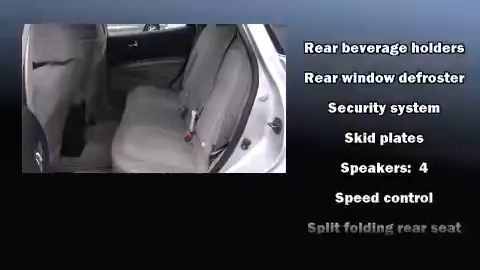 Rear beverage holders
Rear window defroster
Security system
Skid plates
Speakers:  4
Speed control
Split folding rear seat